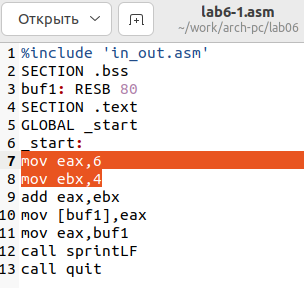 Открыть
lab6-1.asm
~/work/arch-pc/lab06
1 %include 'in_out.asm'
2 SECTION .bss
3 buf1: RESB 80
4 SECTION .text
5 GLOBAL _start
6 _start:
7 mov eax,6
8 mov ebx,4
9 add eax,ebx
10 mov [buf1],eax
11 mov eax,buf1
12 call sprintLF
13 call quit